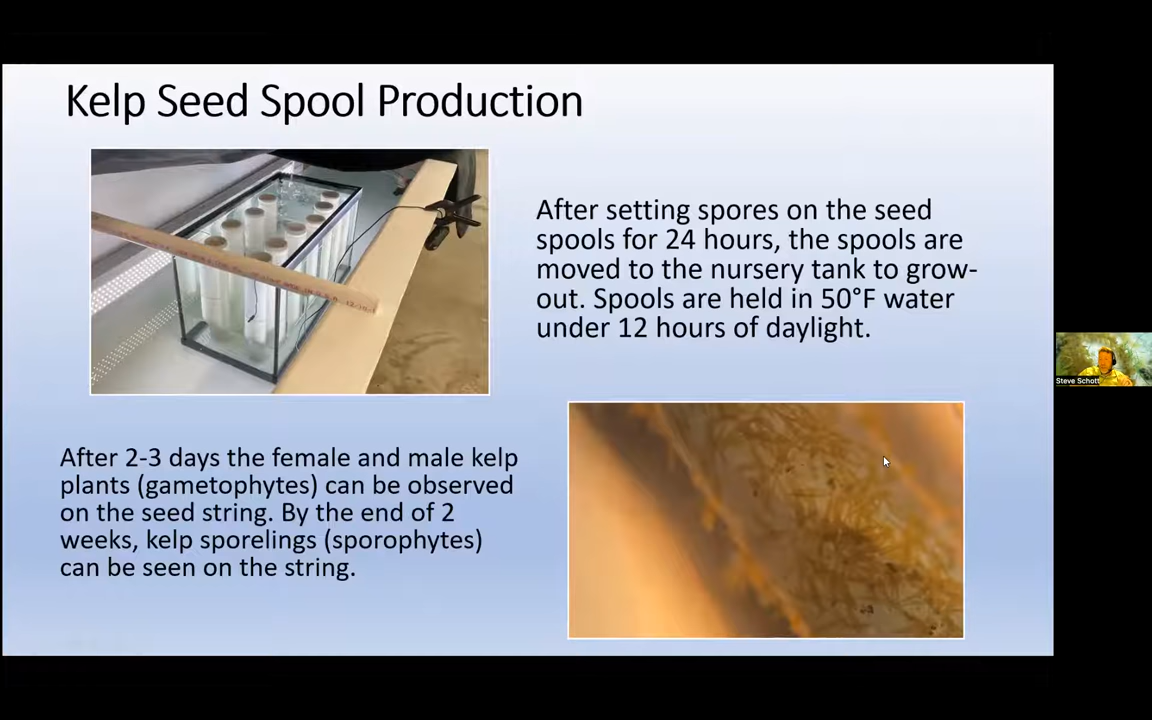 Kelp Seed Spool Production
After setting spores on the seed
spools for 24 hours, the spools are
moved to the nursery tank to grow-
out. Spools are held in 50°F water
under 12 hours of daylight.
After 2-3 days the female and male kelp
plants (gametophytes) can be observed
on the seed string. By the end of 2
weeks, kelp sporelings (sporophytes)
can be seen on the string.
Steve Schott